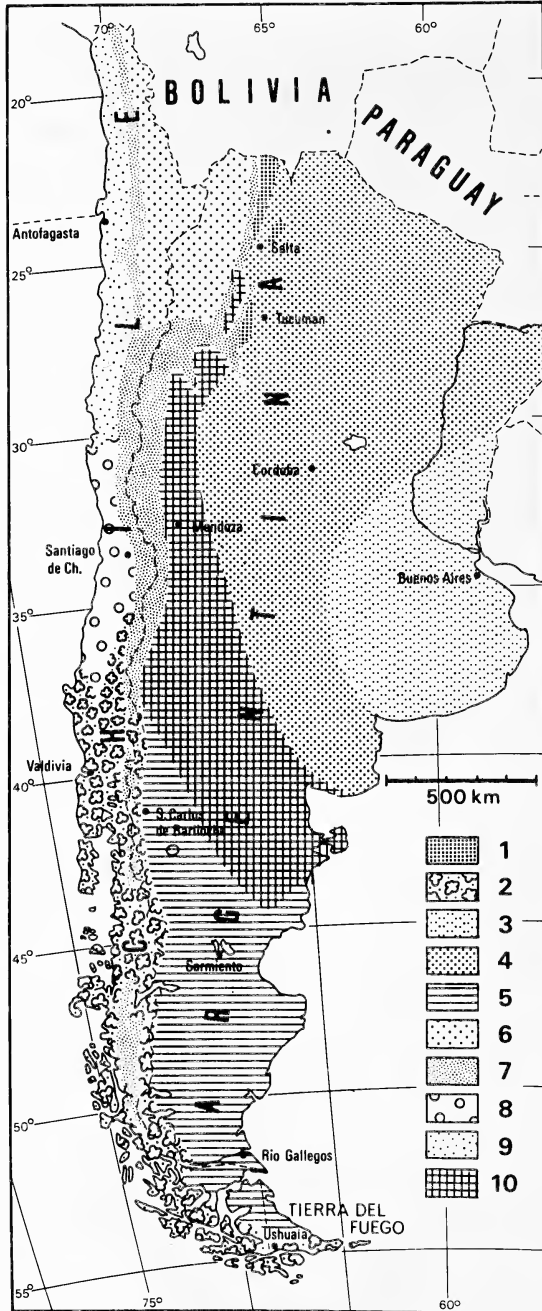 70°
65°
60°
BOLIVIA
PARAGUAY
20°
Antofagasta
Salta
25°
Tucuman
30°
Cordoba
Mendoza
Santiago
de Ch.
Buenos Aires
35°
Valdivia
40°
500 km
S. Carlos
de Bariloche
1
2
3
4
5
6
7
8
9
10
45°
Sarmiento
50°
Rio Gallegos
TIERRA DEL
FUEGO
Ushuaia
55°
75°
60°
CHILE
ARGENTINA